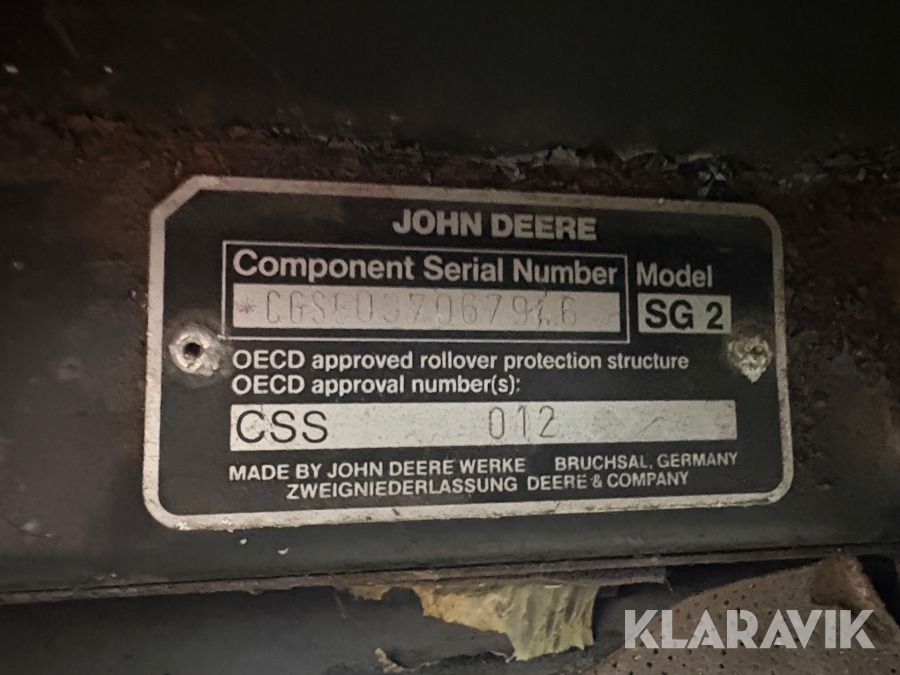 JOHN DEERE
Component Serial Number
Model
SG 2
OECD approved rollover protection structure
OECD approval number(s):
CSS 012
MADE BY JOHN DEERE WERKE BRUCHSAL, GERMANY
ZWEIGNIEDERLASSUNG DEERE & COMPANY
KLARAVIK